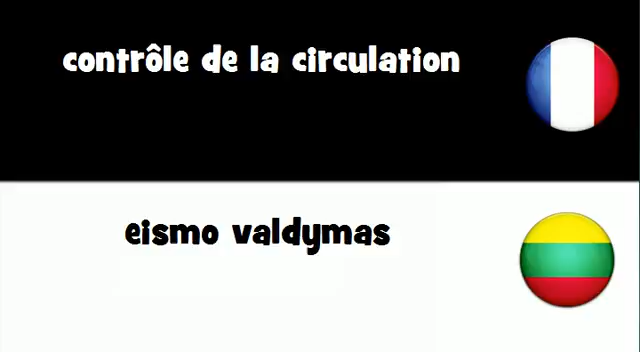 contrôle de la circulation
eismo valdymas